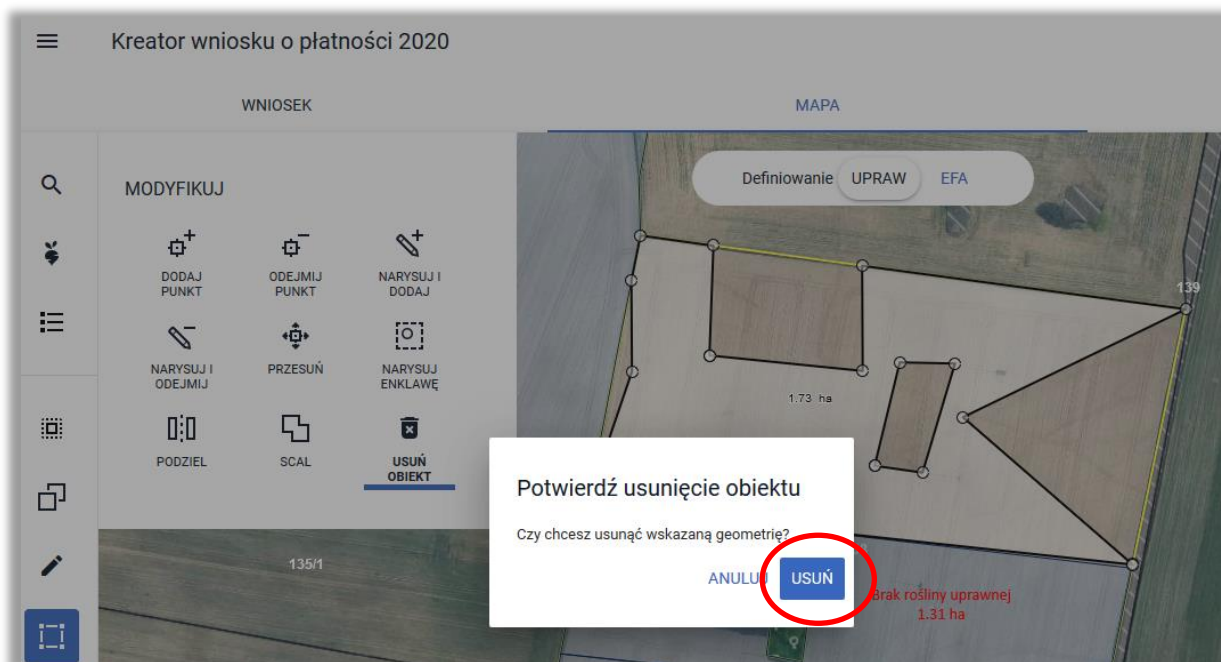 Kreator wniosku o płatności 2020
WNIOSEK
MAPA
MODYFIKUJ
Definiowanie UPRAW EFA
DODAJ
PUNKT
ODEJMIJ
PUNKT
NARYSUJ I
DODAJ
NARYSUJ I
ODEJMIJ
PRZESUŃ
NARYSUJ
ENKLAWĘ
PODZIEL
SCAL
USUŃ
OBIEKT
139
1.73 ha
Potwierdź usunięcie obiektu
Czy chcesz usunąć wskazaną geometrię?
ANULUJ USUŃ
135/1
Brak rośliny uprawnej
1.31 ha